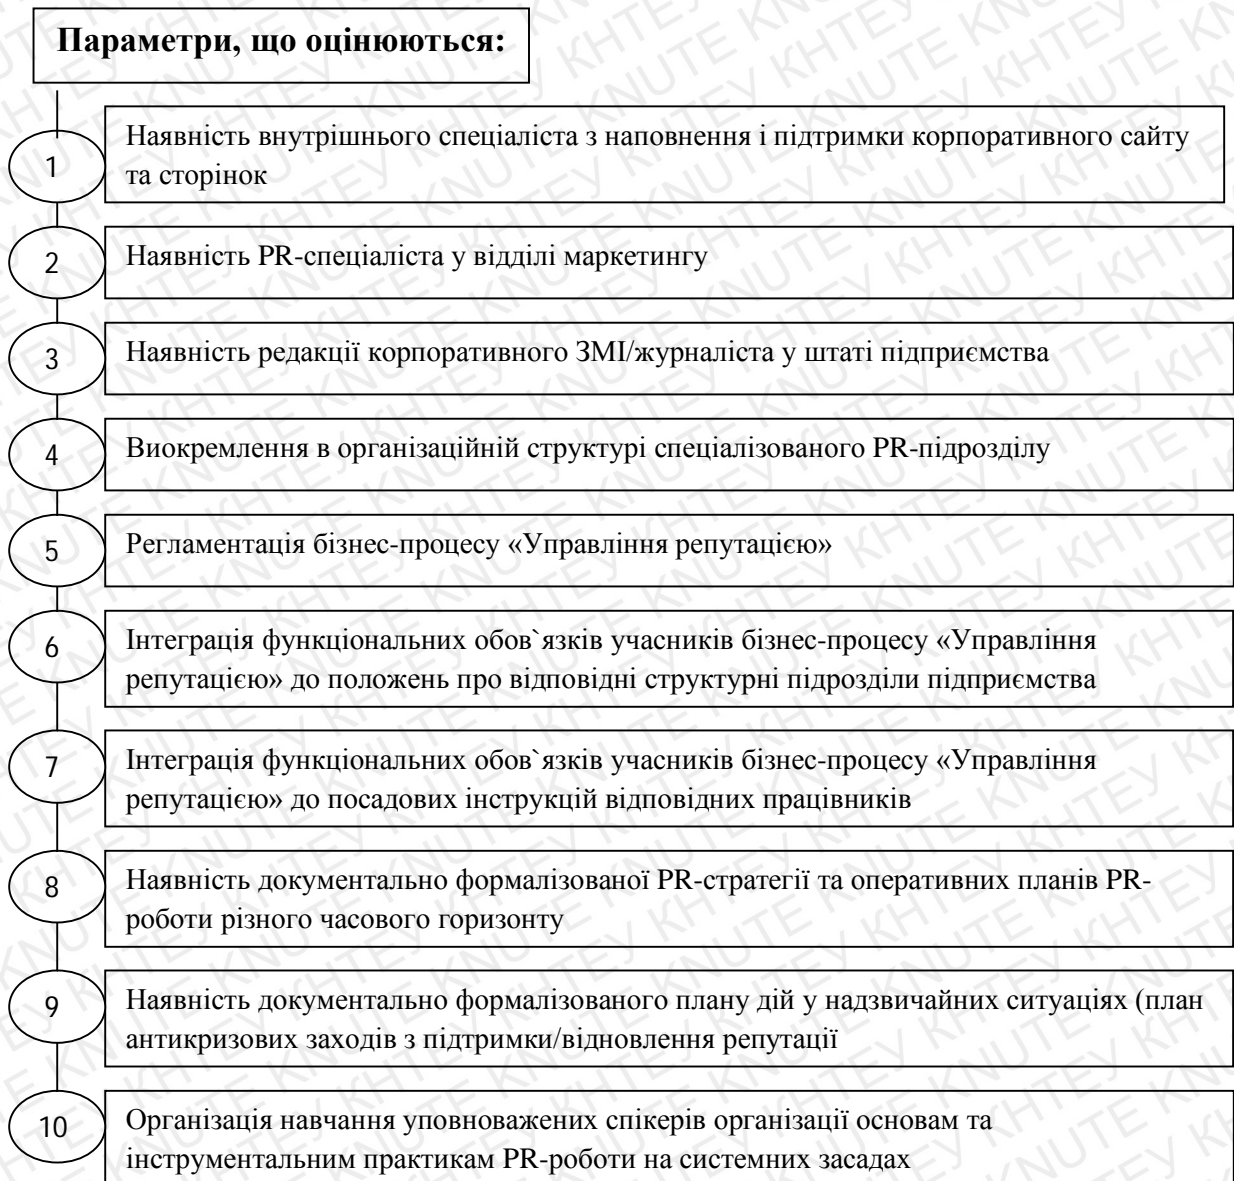 Параметри, що оцінюються:
1
Наявність внутрішнього спеціаліста з наповнення і підтримки корпоративного сайту
та сторінок
2
Наявність PR-спеціаліста у відділі маркетингу
3
Наявність редакції корпоративного ЗМІ/журналіста у штаті підприємства
4
Виокремлення в організаційній структурі спеціалізованого PR-підрозділу
5
Регламентація бізнес-процесу «Управління репутацією»
6
Інтеграція функціональних обов`язків учасників бізнес-процесу «Управління
репутацією» до положень про відповідні структурні підрозділи підприємства
7
Інтеграція функціональних обов`язків учасників бізнес-процесу «Управління
репутацією» до посадових інструкцій відповідних працівників
8
Наявність документально формалізованої PR-стратегії та оперативних планів PR-
роботи різного часового горизонту
9
Наявність документально формалізованого плану дій у надзвичайних ситуаціях (план
антикризових заходів з підтримки/відновлення репутації
10
Організація навчання уповноважених спікерів організації основам та
інструментальним практикам PR-роботи на системних засадах